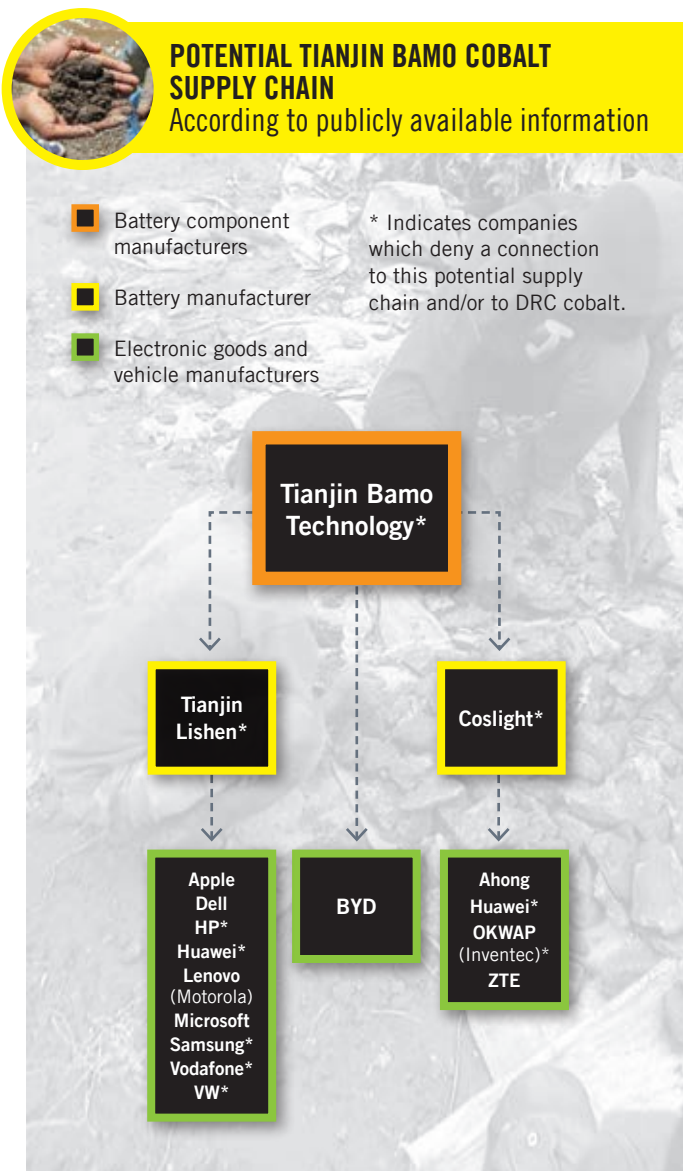 POTENTIAL TIANJIN BAMO COBALT
SUPPLY CHAIN
According to publicly available information
Battery component
manufacturers
Battery manufacturer
Electronic goods and
vehicle manufacturers
* Indicates companies
which deny a connection
to this potential supply
chain and/or to DRC cobalt.
Tianjin Bamo
Technology*
Tianjin
Lishen*
Coslight*
Apple
Dell
HP*
Huawei*
Lenovo
(Motorola)
Microsoft
Samsung*
Vodafone*
VW*
BYD
Ahong
Huawei*
OKWAP
(Inventec)*
ZTE